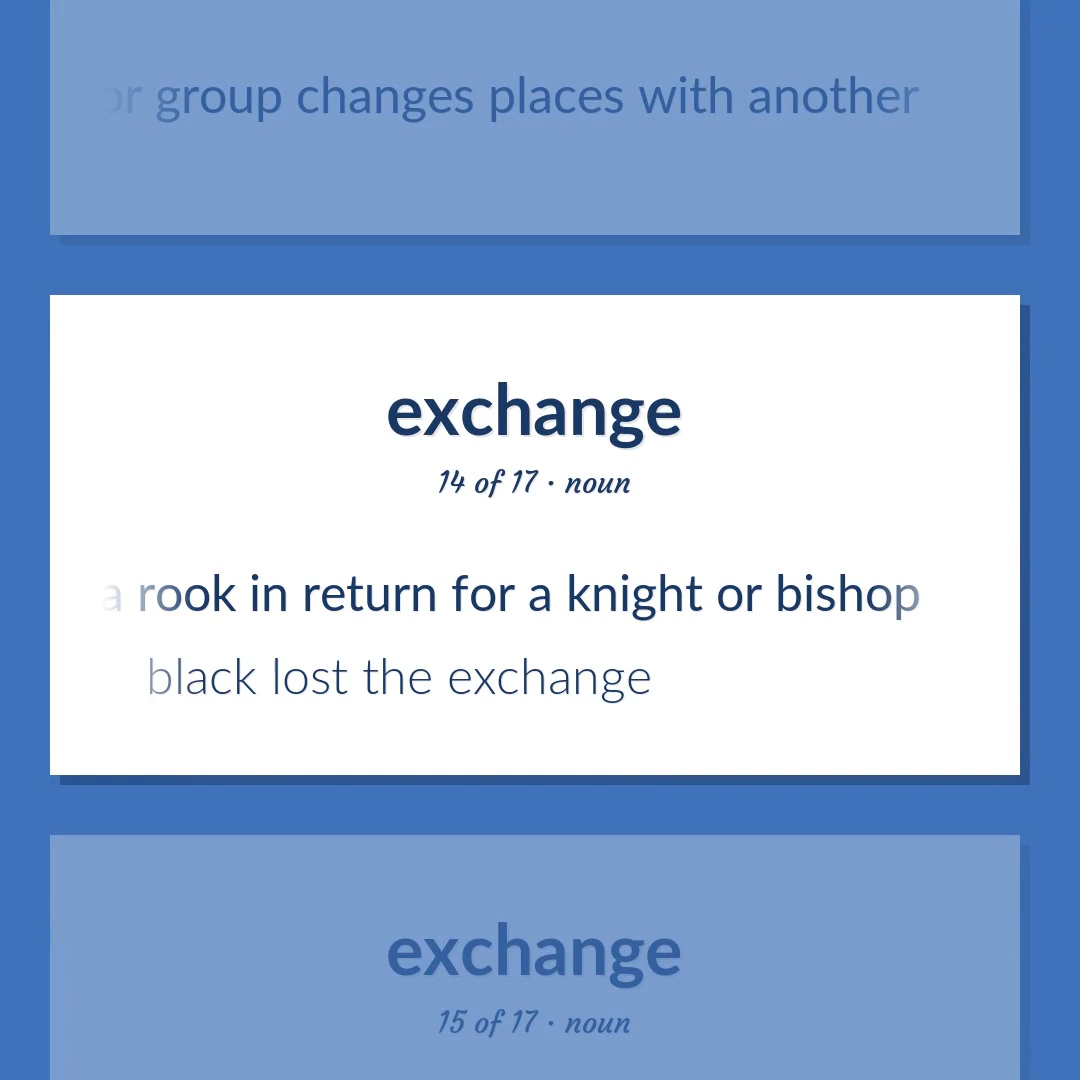 or group changes places with another
exchange
14 of 17 · noun
a rook in return for a knight or bishop
black lost the exchange
exchange
15 of 17 · noun